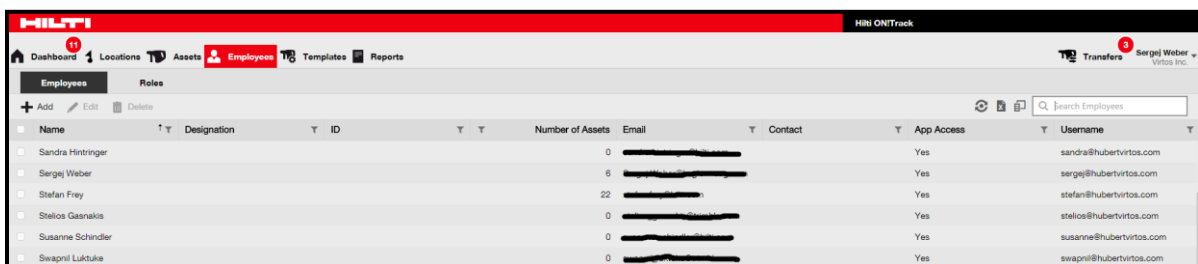 HILTI Hilti ON!Track
11 3
Dashboard Locations Assets Employees Templates Reports Transfers Sergej Weber
Virtos Inc.
Employees Roles
Add Edit Delete Search Employees
Name Designation ID Number of Assets Email Contact App Access Username
Sandra Hintringer 0 Yes sandra@hubertvirtos.com
Sergej Weber 6 Yes sergej@hubertvirtos.com
Stefan Frey 22 Yes stefan@hubertvirtos.com
Stelios Gasnakis 0 Yes stelios@hubertvirtos.com
Susanne Schindler 0 Yes susanne@hubertvirtos.com
Swapnil Luktuke 0 Yes swapnil@hubertvirtos.com